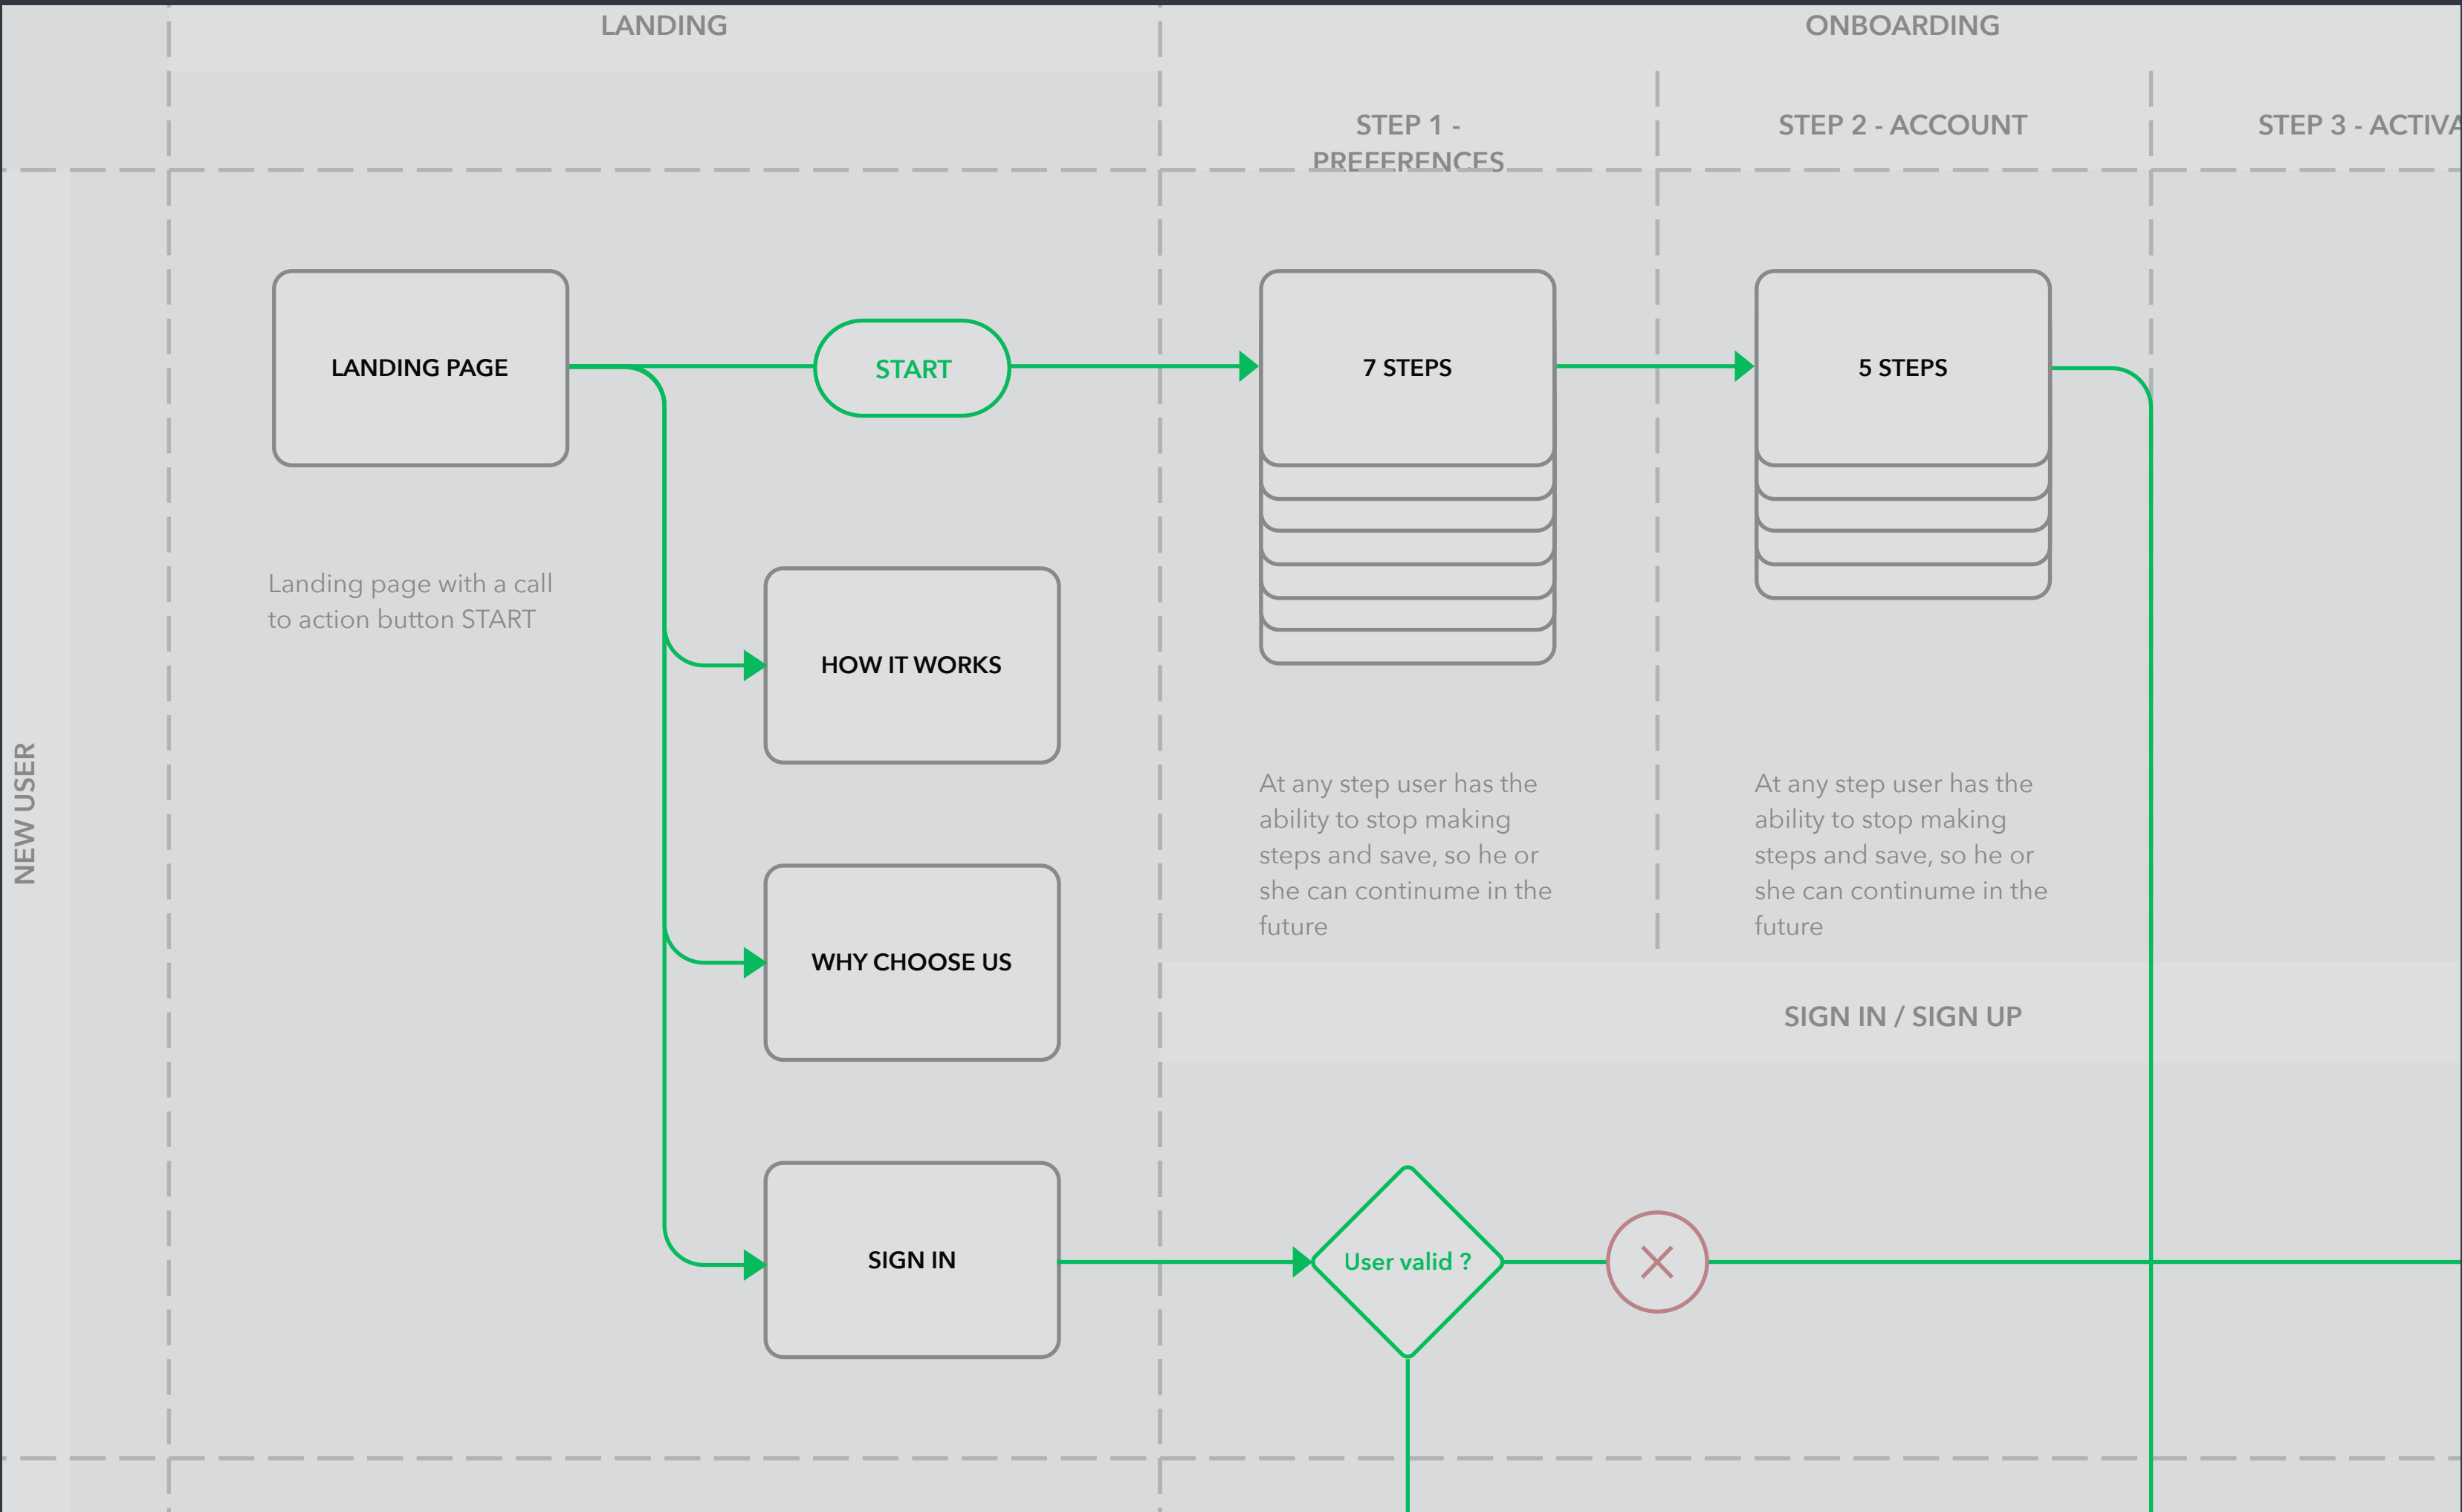 LANDING
ONBOARDING
STEP 1 -
PREFERENCES
STEP 2 - ACCOUNT
STEP 3 -
NEW USER
LANDING PAGE
START
7 STEPS
5 STEPS
Landing page with a call
to action button START
HOW IT WORKS
WHY CHOOSE US
SIGN IN
At any step user has the
ability to stop making
steps and save, so he or
she can continume in the
future
At any step user has the
ability to stop making
steps and save, so he or
she can continume in the
future
SIGN IN / SIGN UP
User valid ?